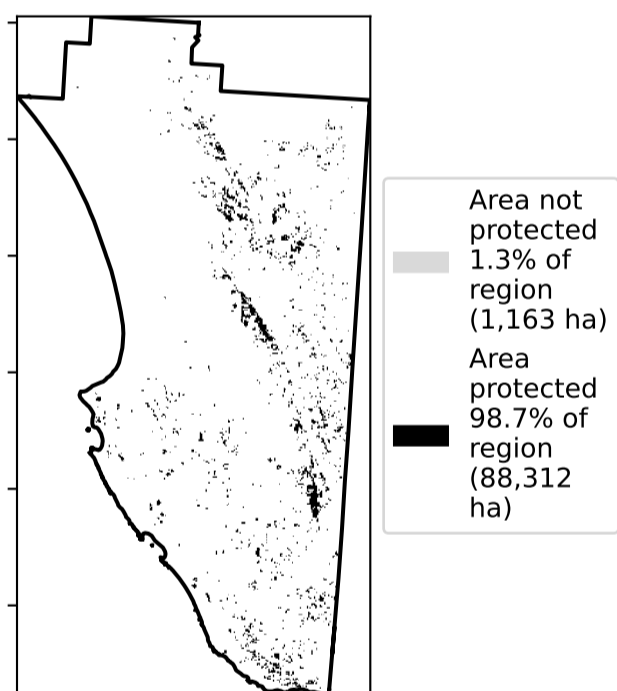 Area not
protected
1.3% of
region
(1,163 ha)
Area
protected
98.7% of
region
(88,312
ha)